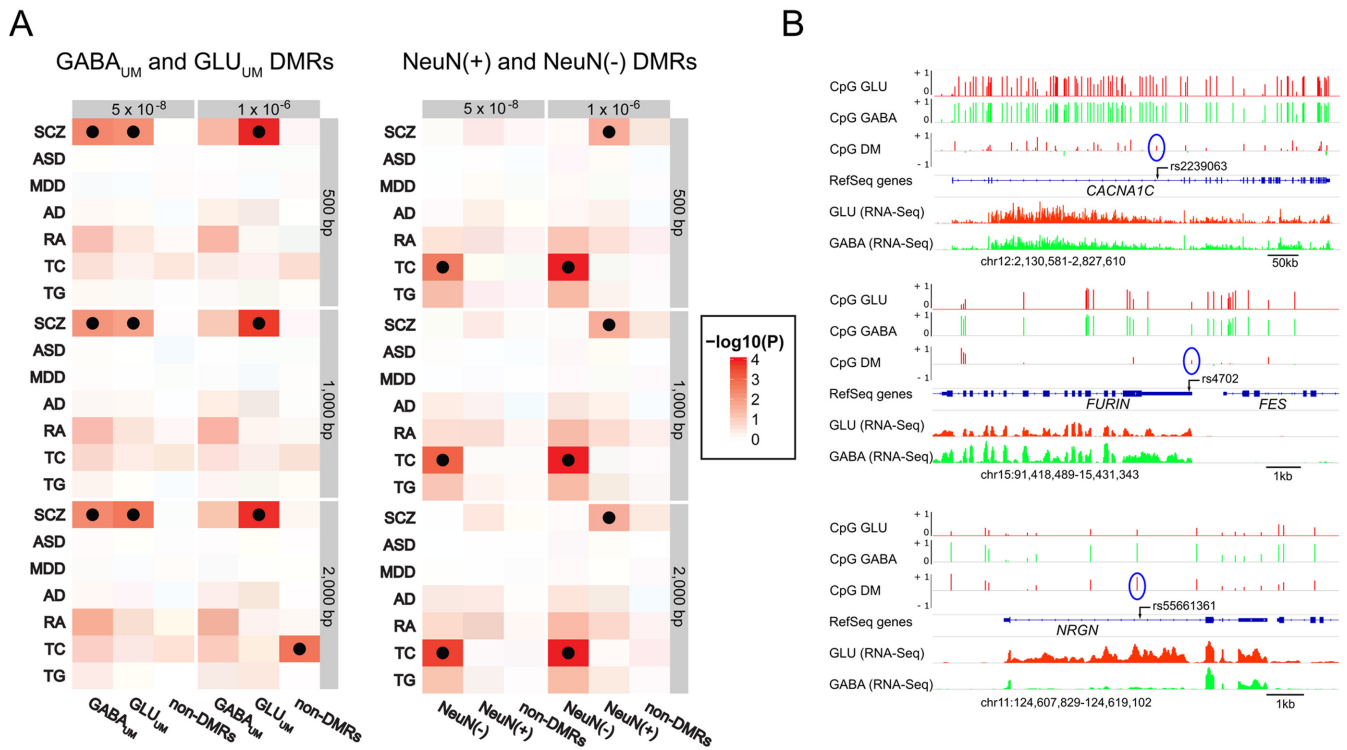 A
GABA_UM and GLU_UM DMRs
5 x 10⁻⁸
1 x 10⁻⁶
SCZ
ASD
MDD
AD
RA
TC
TG
500 bp
SCZ
ASD
MDD
AD
RA
TC
TG
1,000 bp
SCZ
ASD
MDD
AD
RA
TC
TG
2,000 bp
GABA_UM
GLU_UM
non-DMRs
GABA_UM
GLU_UM
non-DMRs
NeuN(+) and NeuN(-) DMRs
5 x 10⁻⁸
1 x 10⁻⁶
SCZ
ASD
MDD
AD
RA
TC
TG
500 bp
SCZ
ASD
MDD
AD
RA
TC
TG
1,000 bp
SCZ
ASD
MDD
AD
RA
TC
TG
2,000 bp
NeuN(-)
NeuN(+)
non-DMRs
NeuN(-)
NeuN(+)
non-DMRs
−log10(P)
4
3
2
1
0
B
CpG GLU
+ 1
0
CpG GABA
+ 1
0
CpG DM
+ 1
- 1
rs2239063
RefSeq genes
CACNA1C
GLU (RNA-Seq)
GABA (RNA-Seq)
chr12:2,130,581-2,827,610
50kb
CpG GLU
+ 1
0
CpG GABA
+ 1
0
CpG DM
+ 1
- 1
rs4702
RefSeq genes
FURIN
FES
GLU (RNA-Seq)
GABA (RNA-Seq)
chr15:91,418,489-15,431,343
1kb
CpG GLU
+ 1
0
CpG GABA
+ 1
0
CpG DM
+ 1
- 1
rs55661361
RefSeq genes
NRGN
GLU (RNA-Seq)
GABA (RNA-Seq)
chr11:124,607,829-124,619,102
1kb